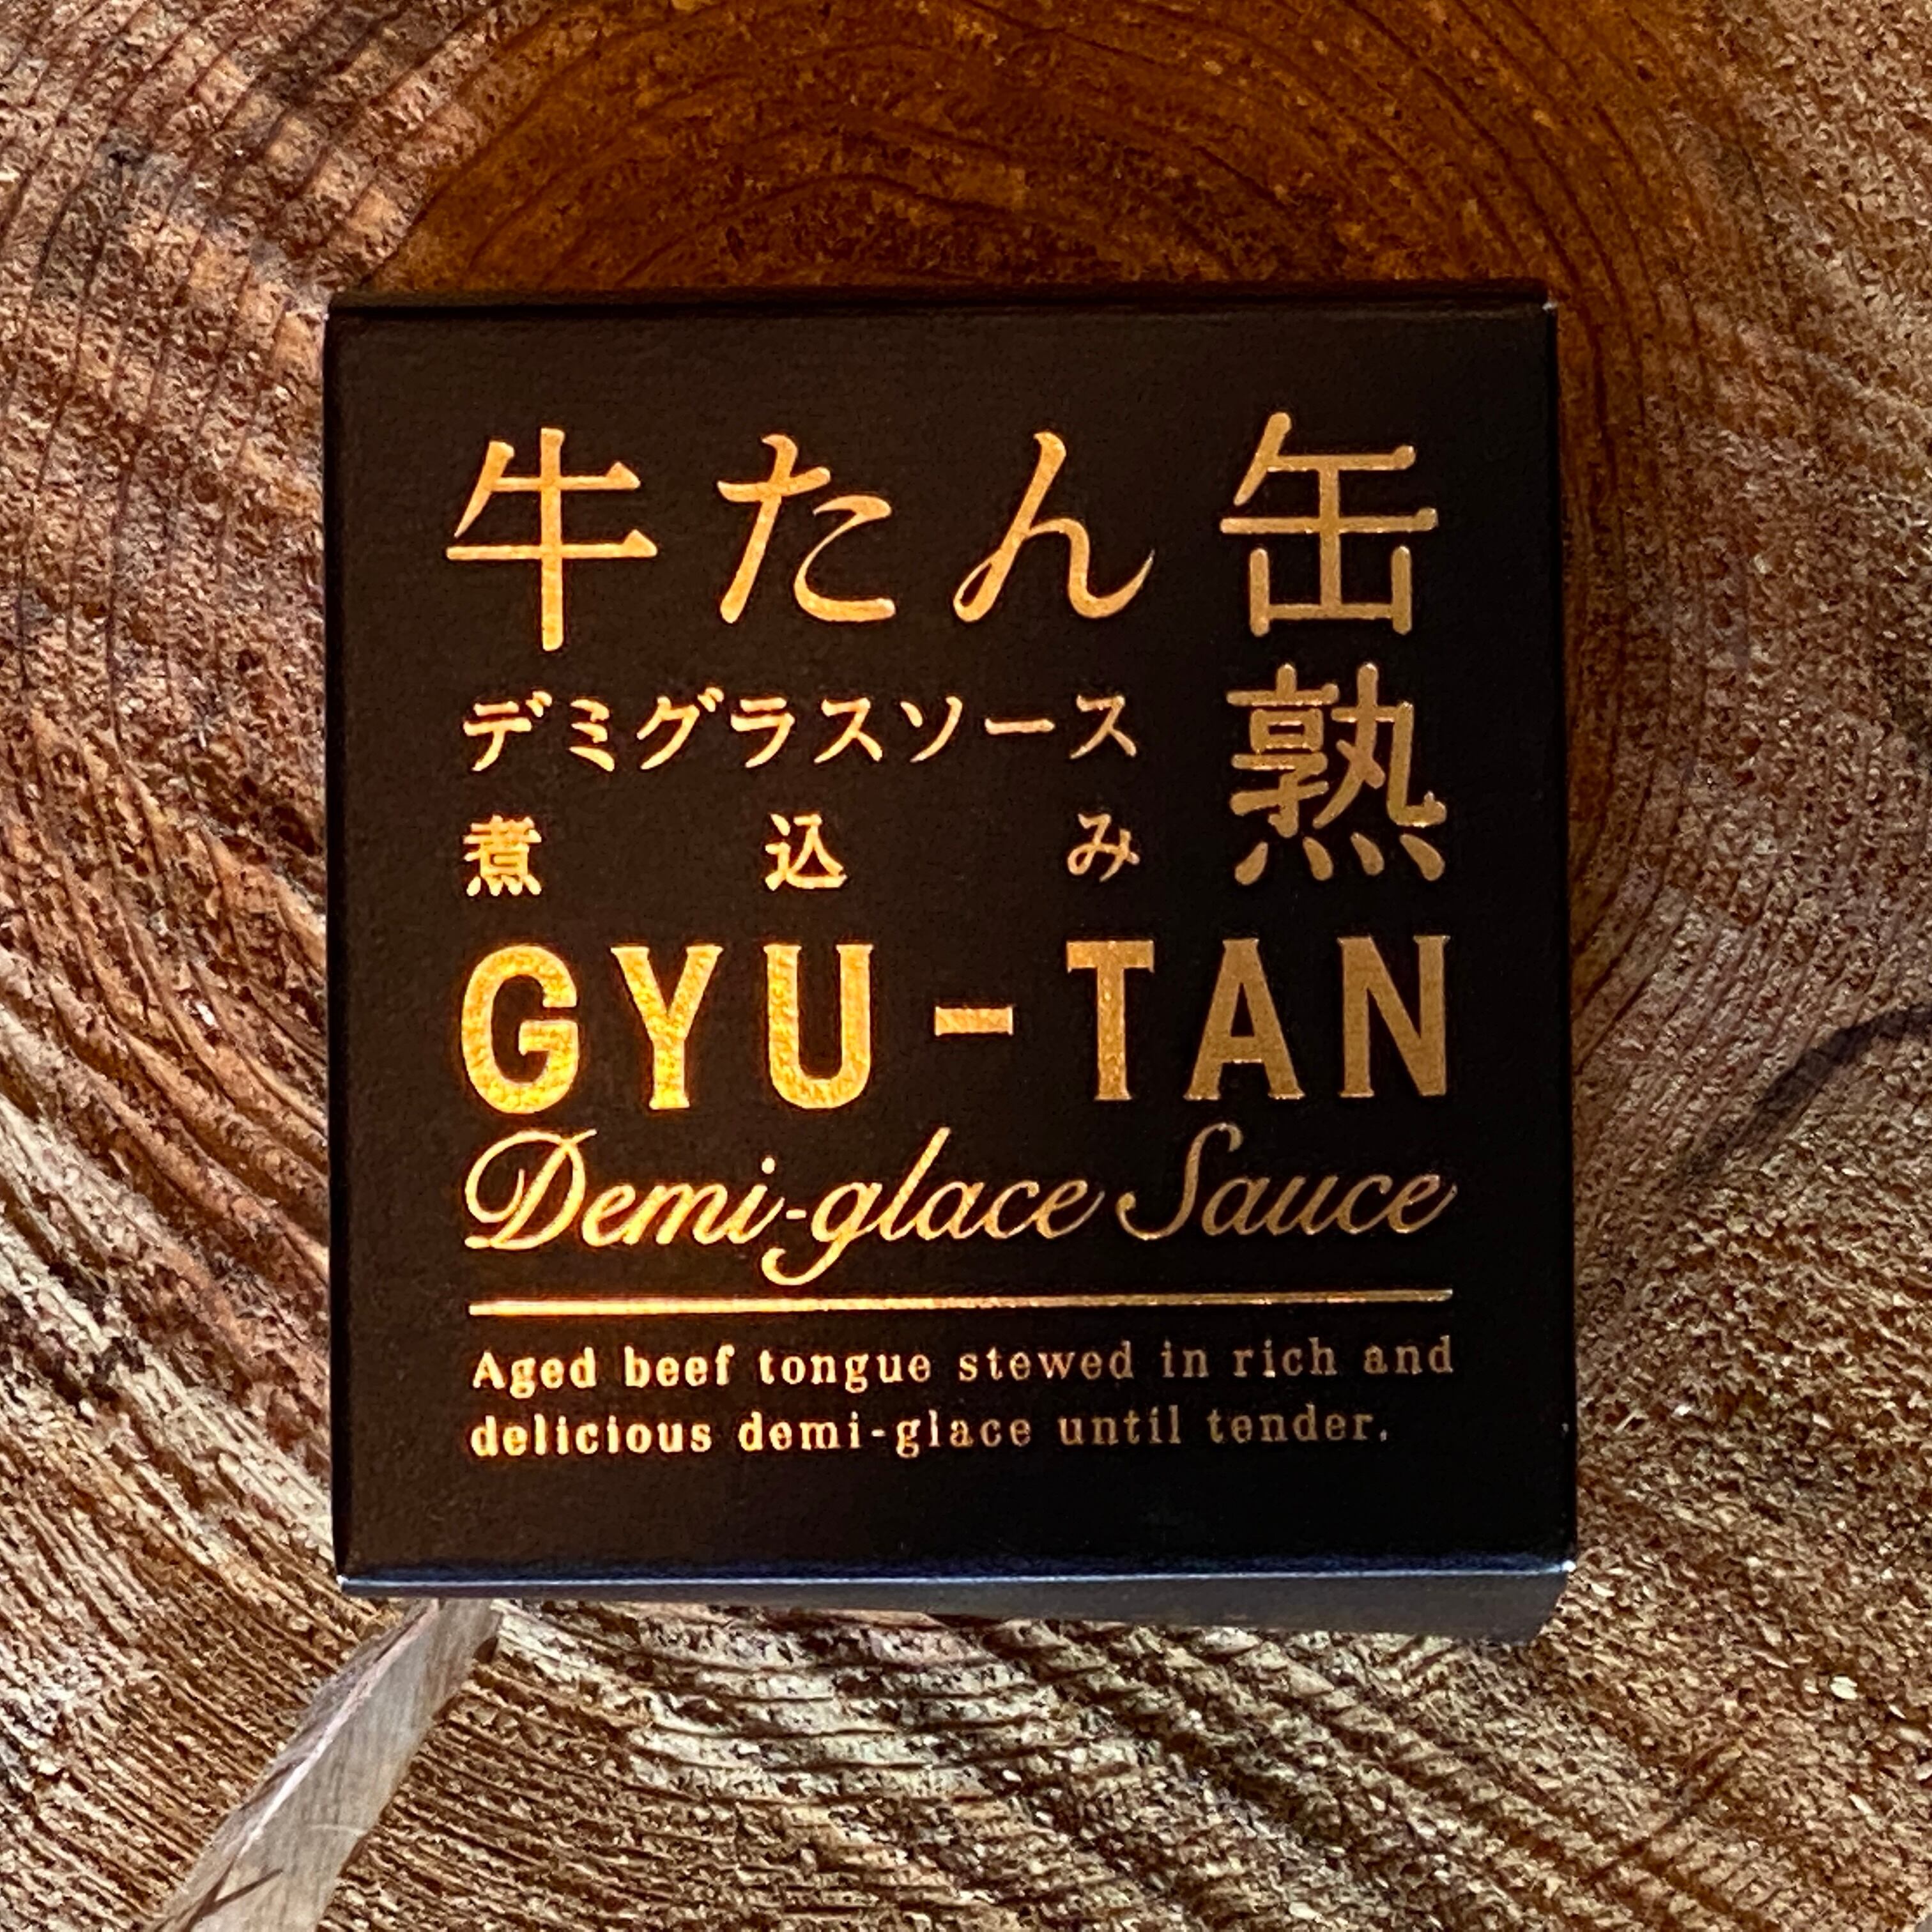 牛たん 缶熟
デミグラスソース
煮込み
GYU-TAN
Demi-glace Sauce
Aged beef tongue stewed in rich and
delicious demi-glace until tender.